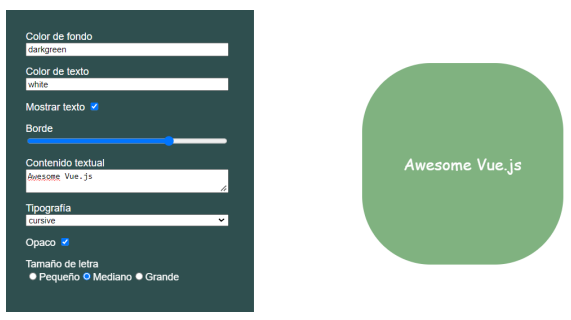 Color de fondo
darkgreen
Color de texto
white
Mostrar texto
Borde
Contenido textual
Awesome Vue.js
Tipografía
cursive
Opaco
Tamaño de letra
Pequeño Mediano Grande
Awesome Vue.js